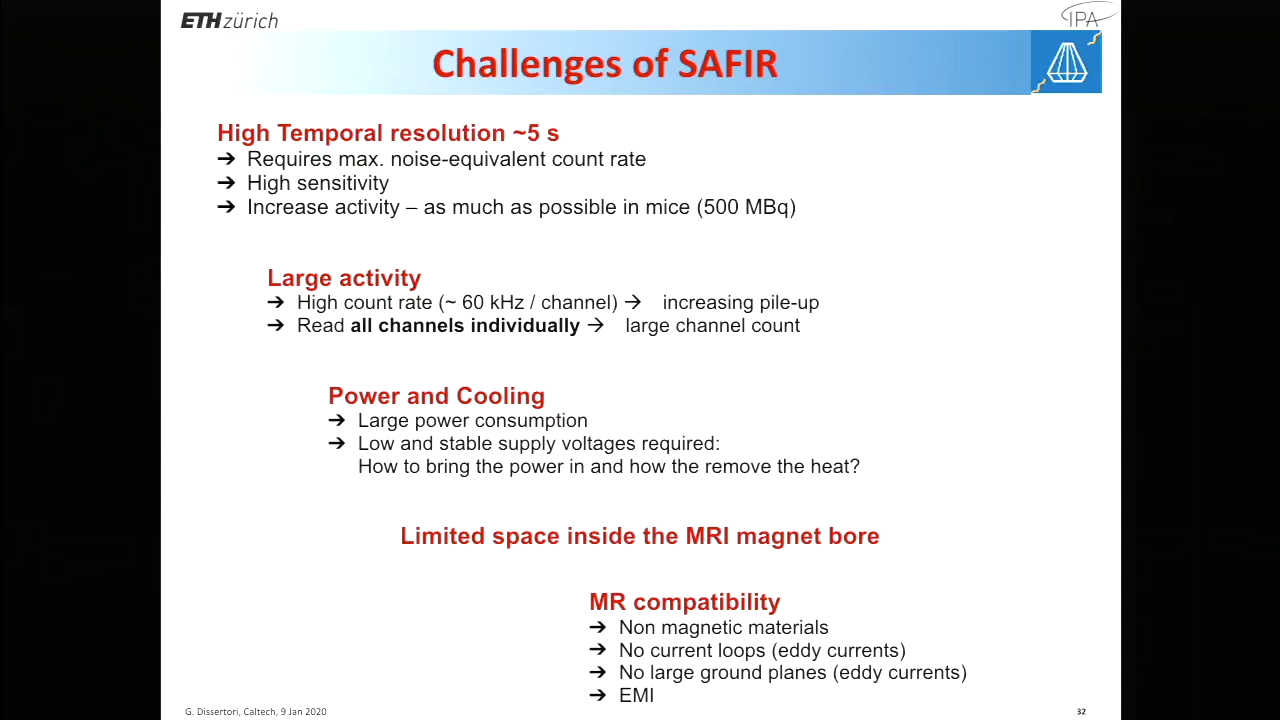 ETH zürich
IPA
Challenges of SAFIR
High Temporal resolution ~5 s
➔ Requires max. noise-equivalent count rate
➔ High sensitivity
➔ Increase activity – as much as possible in mice (500 MBq)
Large activity
➔ High count rate (~ 60 kHz / channel) → increasing pile-up
➔ Read all channels individually → large channel count
Power and Cooling
➔ Large power consumption
➔ Low and stable supply voltages required:
How to bring the power in and how the remove the heat?
Limited space inside the MRI magnet bore
MR compatibility
➔ Non magnetic materials
➔ No current loops (eddy currents)
➔ No large ground planes (eddy currents)
➔ EMI
G. Dissertori, Caltech, 9 Jan 2020
32